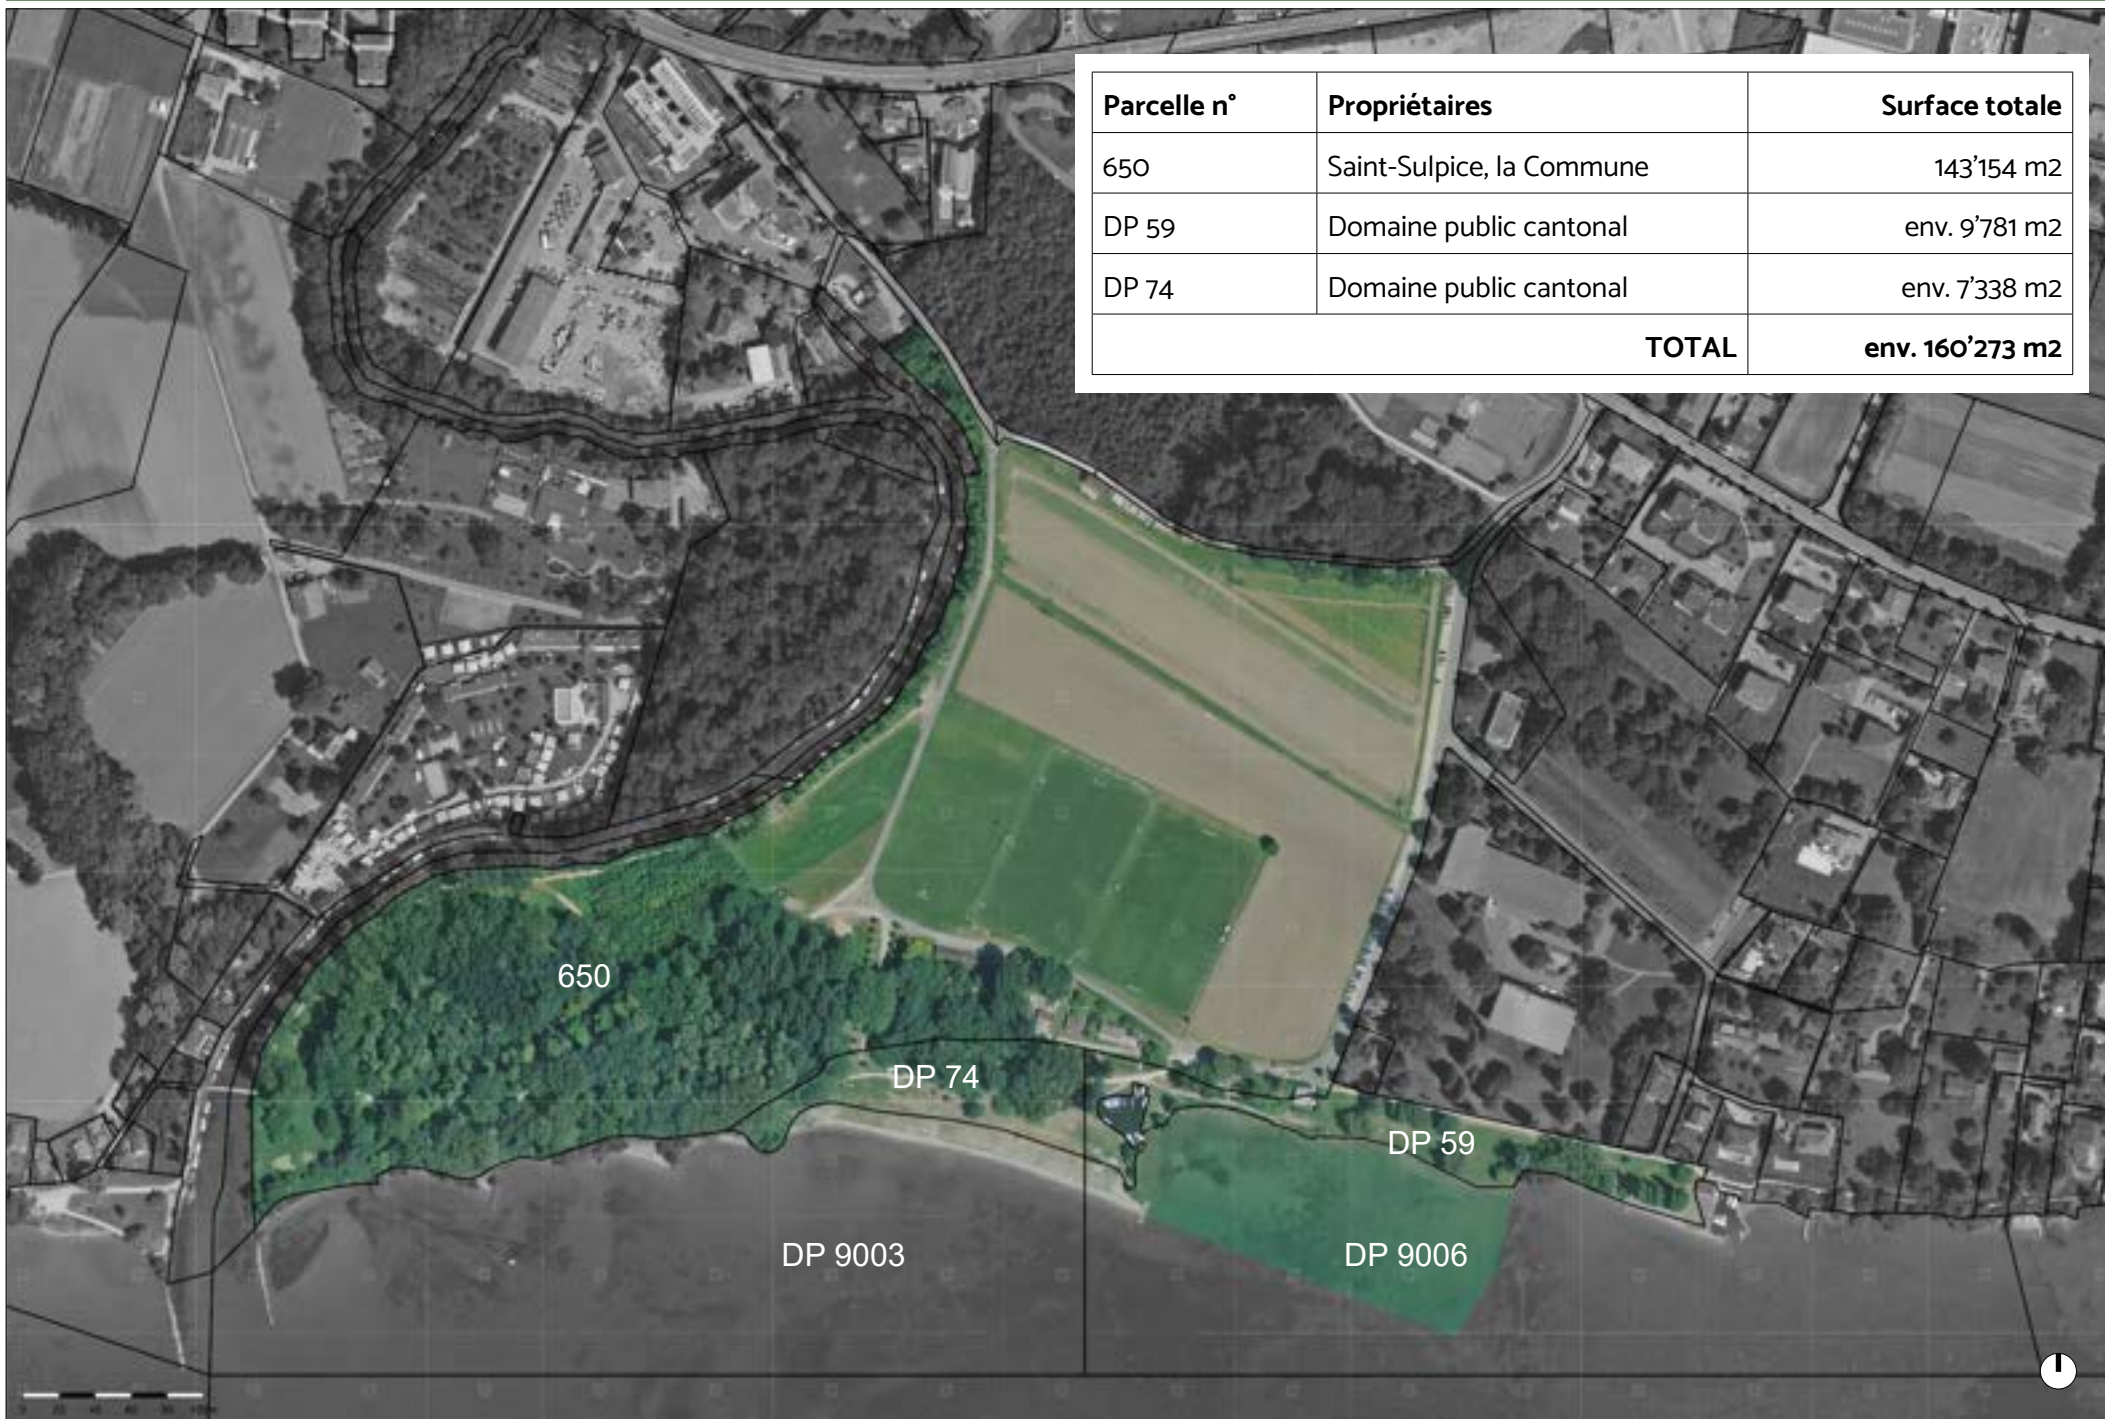 Parcelle n° Propriétaires Surface totale
650 Saint-Sulpice, la Commune 143'154 m2
DP 59 Domaine public cantonal env. 9'781 m2
DP 74 Domaine public cantonal env. 7'338 m2
TOTAL env. 160'273 m2
650
DP 74
DP 59
DP 9003
DP 9006